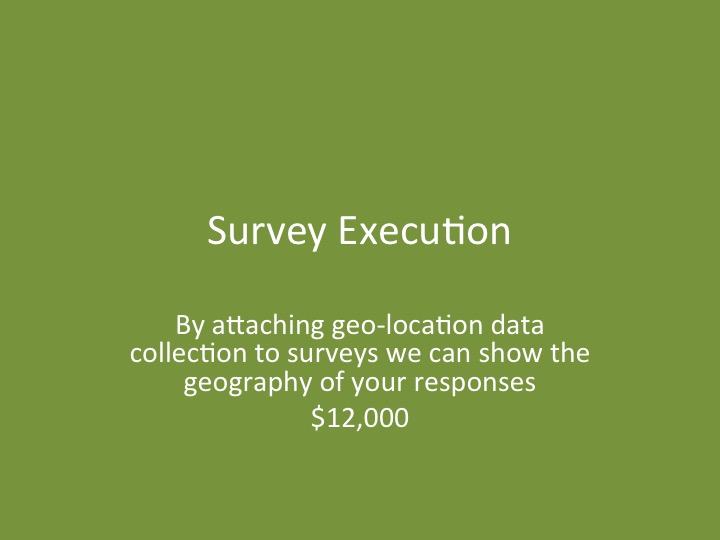 Survey Execution
By attaching geo-location data
collection to surveys we can show the
geography of your responses
$12,000